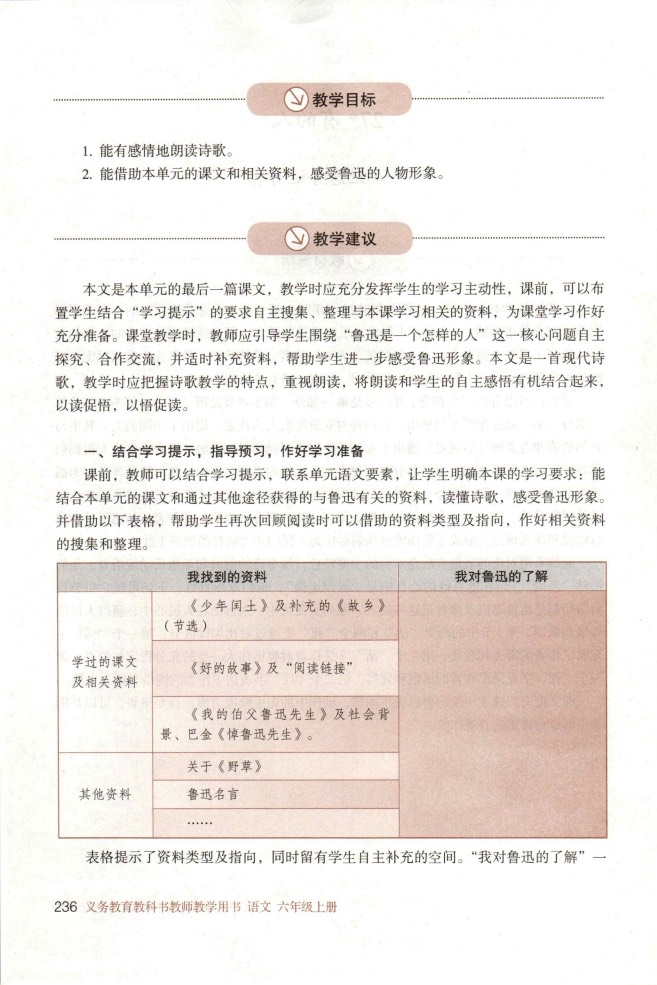 教学目标
1. 能有感情地朗读诗歌。
2. 能借助本单元的课文和相关资料，感受鲁迅的人物形象。
教学建议
本文是本单元的最后一篇课文，教学时应充分发挥学生的学习主动性，课前，可以布
置学生结合“学习提示”的要求自主搜集、整理与本课学习相关的资料，为课堂学习作好
充分准备。课堂教学时，教师应引导学生围绕“鲁迅是一个怎样的人”这一核心问题自主
探究、合作交流，并适时补充资料，帮助学生进一步感受鲁迅形象。本文是一首现代诗
歌，教学时应把握诗歌教学的特点，重视朗读，将朗读和学生的自主感悟有机结合起来，
以读促悟，以悟促读。
一、结合学习提示，指导预习，作好学习准备
课前，教师可以结合学习提示，联系单元语文要素，让学生明确本课的学习要求：能
结合本单元的课文和通过其他途径获得的与鲁迅有关的资料，读懂诗歌，感受鲁迅形象。
并借助以下表格，帮助学生再次回顾阅读时可以借助的资料类型及指向，作好相关资料
的搜集和整理。
我找到的资料
我对鲁迅的了解
学过的课文
及相关资料
《少年闰土》及补充的《故乡》
（节选）
《好的故事》及“阅读链接”
《我的伯父鲁迅先生》及社会背
景、巴金《悼鲁迅先生》。
其他资料
关于《野草》
鲁迅名言
……
表格提示了资料类型及指向，同时留有学生自主补充的空间。“我对鲁迅的了解”一
236 义务教育教科书教师教学用书 语文 六年级上册